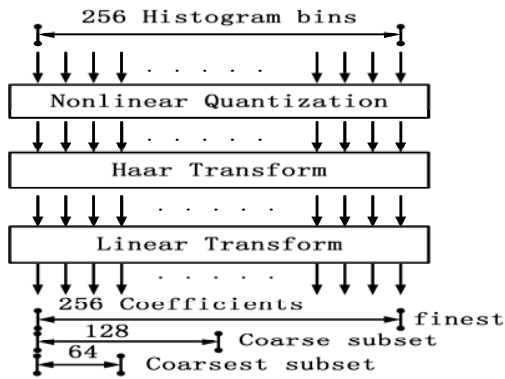 256 Histogram bins
Nonlinear Quantization
Haar Transform
Linear Transform
256 Coefficients
finest
128
Coarse subset
64
Coarsest subset